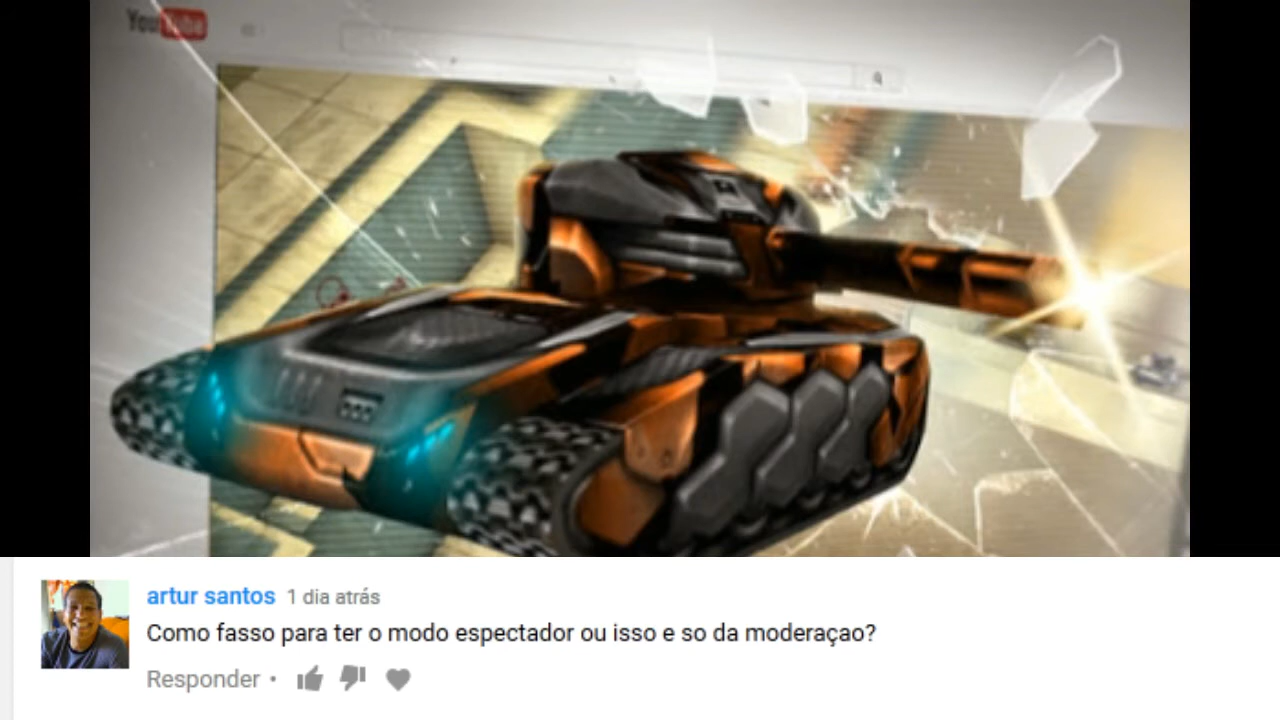 YouTube
artur santos 1 dia atrás
Como fasso para ter o modo espectador ou isso e so da moderaçao?
Responder •